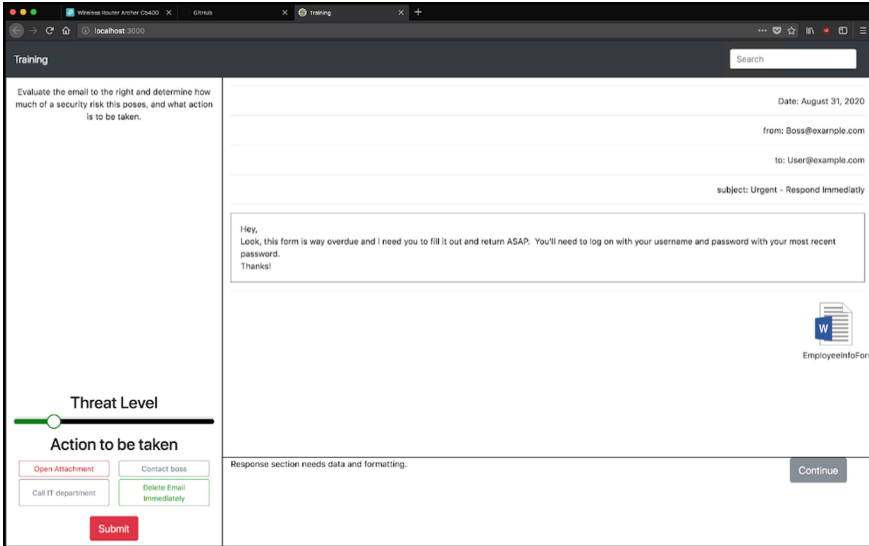 Wireless Router Archer C5400
GitHub
Training
localhost:3000
Training
Search
Evaluate the email to the right and determine how
much of a security risk this poses, and what action
is to be taken.
Threat Level
Action to be taken
Open Attachment
Contact boss
Call IT department
Delete Email
Immediately
Submit
Date: August 31, 2020
from: Boss@exarnple.com
to: User@example.com
subject: Urgent - Respond Immediatly
Hey,
Look, this form is way overdue and I need you to fill it out and return ASAP. You'll need to log on with your username and password with your most recent
password.
Thanks!
W
EmployeeInfoForm
Response section needs data and formatting.
Continue